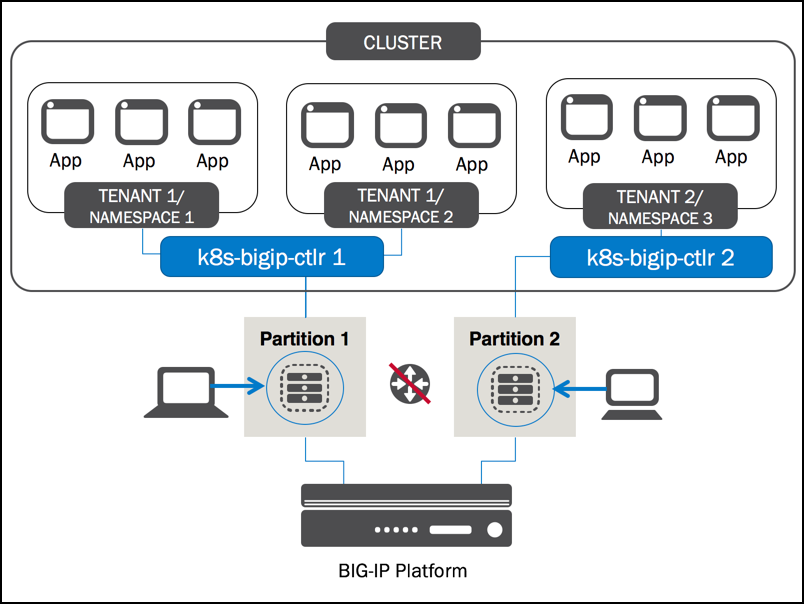 CLUSTER
App
App
App
App
App
App
App
App
App
TENANT 1/
NAMESPACE 1
TENANT 1/
NAMESPACE 2
TENANT 2/
NAMESPACE 3
k8s-bigip-ctlr 1
k8s-bigip-ctlr 2
Partition 1
Partition 2
BIG-IP Platform